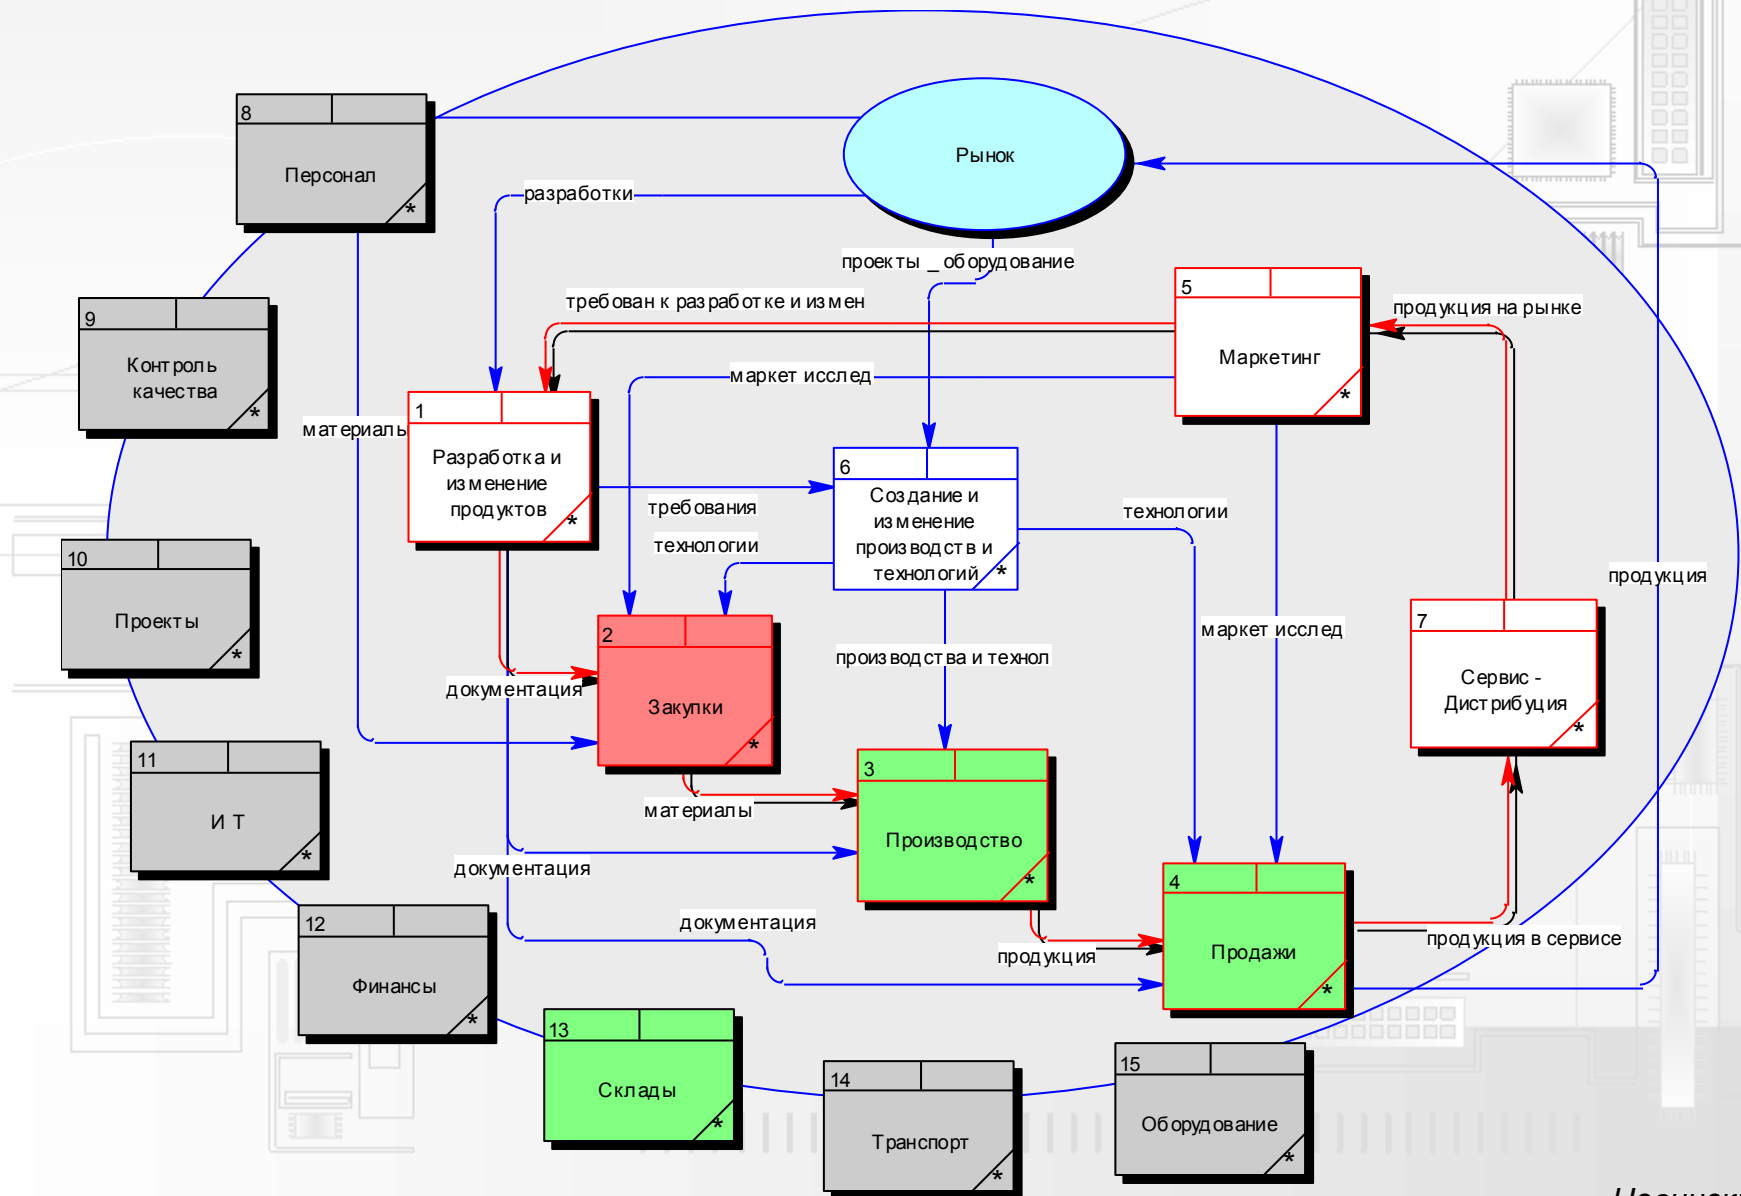 8
Персонал
*
Рынок
разработки
проекты _ оборудование
5
Маркетинг
*
требован к разработке и измен
продукция на рынке
9
Контроль
качества
*
маркет исслед
1
Разработка и
изменение
продуктов
*
материалы
6
Создание и
изменение
производств и
технологий
*
требования
технологии
технологии
10
Проекты
*
продукция
маркет исслед
7
Сервис -
Дистрибуция
*
2
Закупки
*
документация
производства и технол
11
И Т
*
материалы
3
Производство
*
документация
4
Продажи
*
12
Финансы
*
документация
продукция
продукция в сервисе
13
Склады
*
14
Транспорт
*
15
Оборудование
*